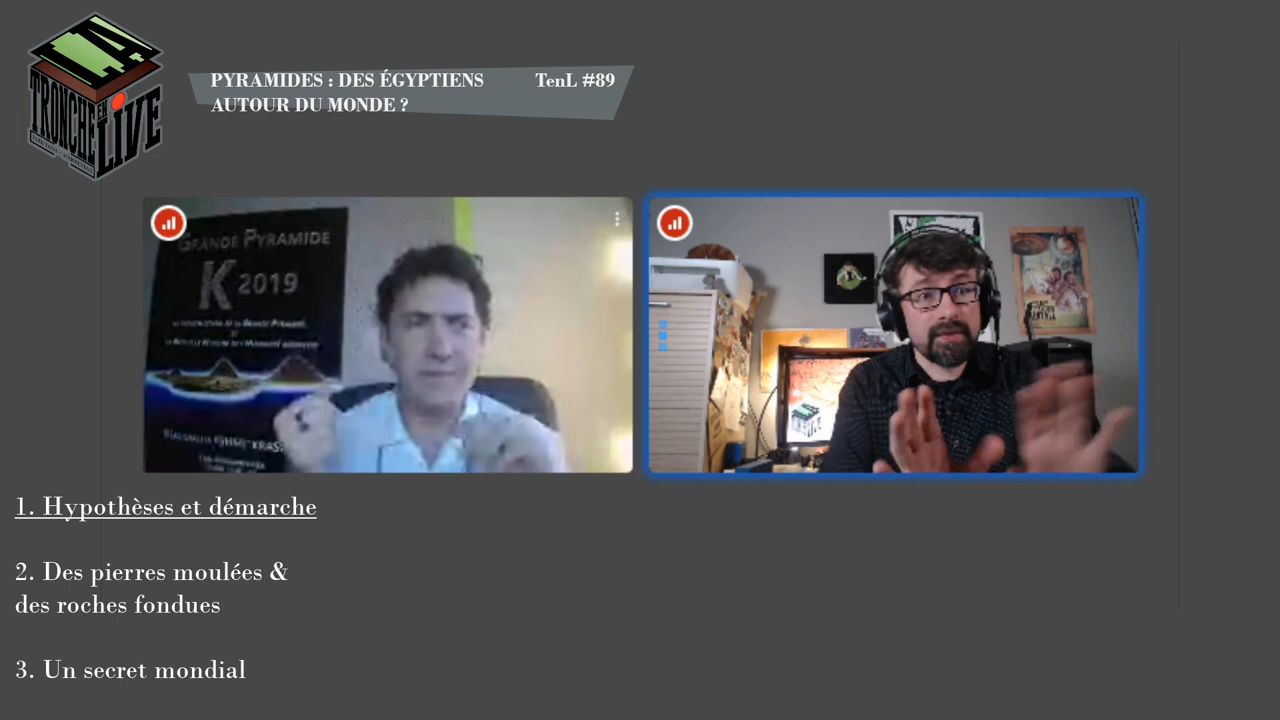 TRONCHE
EN
LIVE
PYRAMIDES : DES ÉGYPTIENS
AUTOUR DU MONDE ?
TenL #89
GRANDE PYRAMIDE
K 2019
1. Hypothèses et démarche
2. Des pierres moulées &
des roches fondues
3. Un secret mondial